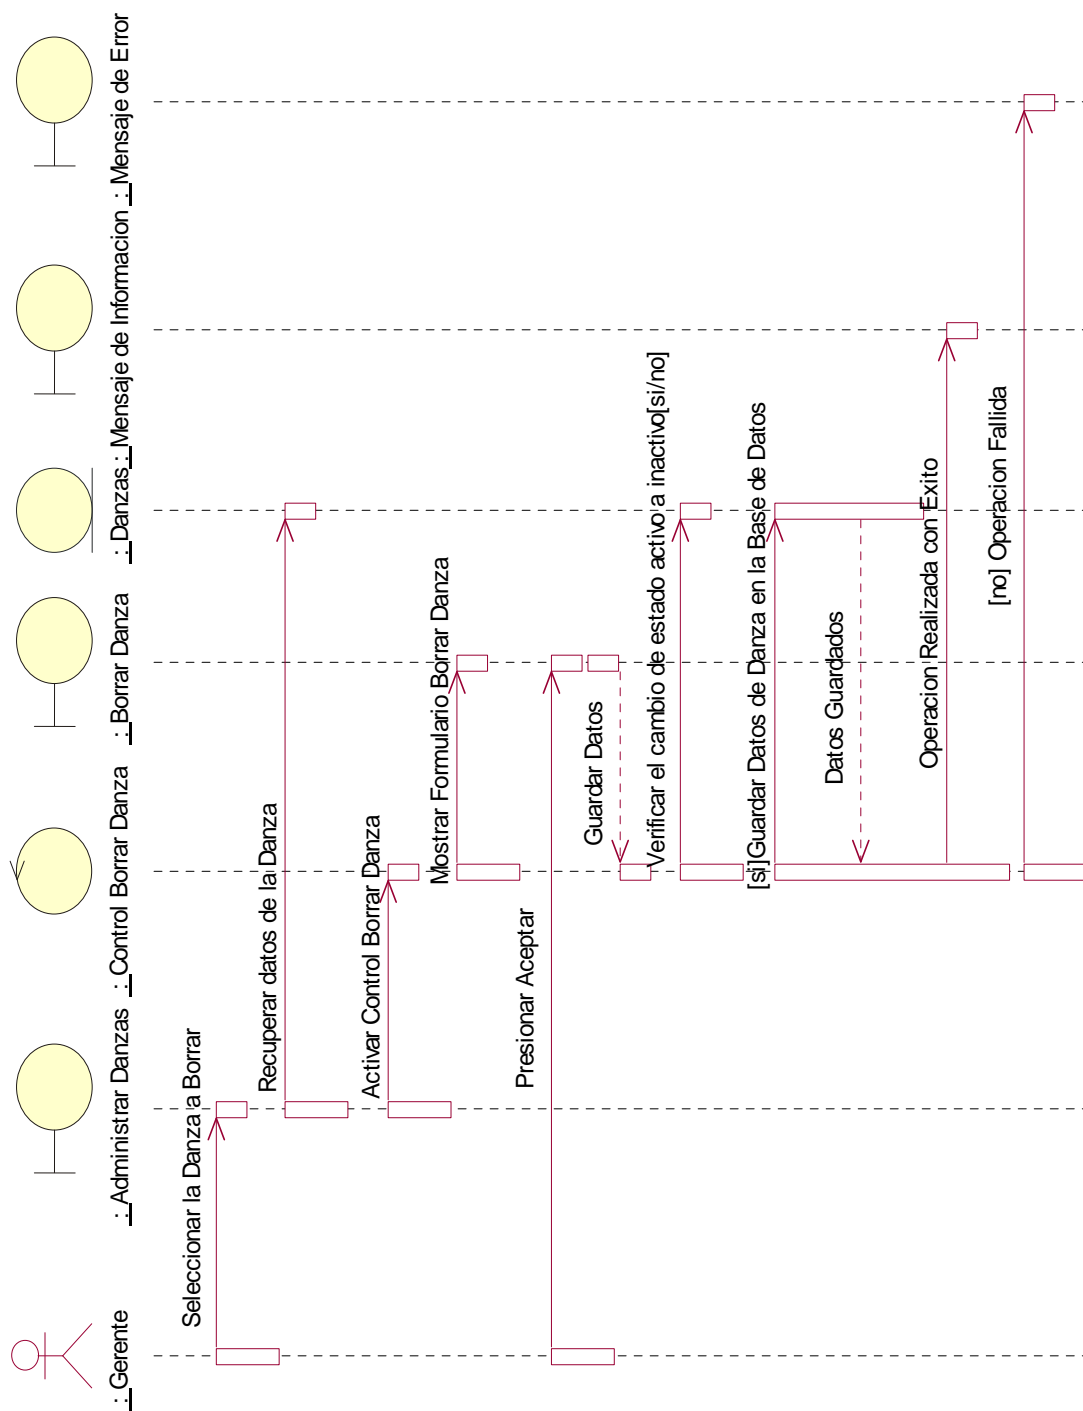 : Gerente
: Administrar Danzas
: Control Borrar Danza
: Borrar Danza
: Danzas
: Mensaje de Informacion
: Mensaje de Error
Seleccionar la Danza a Borrar
Recuperar datos de la Danza
Activar Control Borrar Danza
Mostrar Formulario Borrar Danza
Presionar Aceptar
Guardar Datos
Verificar el cambio de estado activo a inactivo[si/no]
[si]Guardar Datos de Danza en la Base de Datos
Datos Guardados
Operacion Realizada con Exito
[no] Operacion Fallida